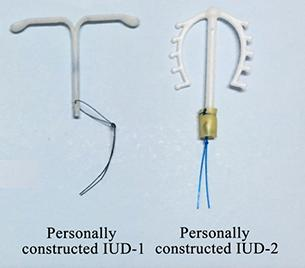 Personally
constructed IUD-1
Personally
constructed IUD-2